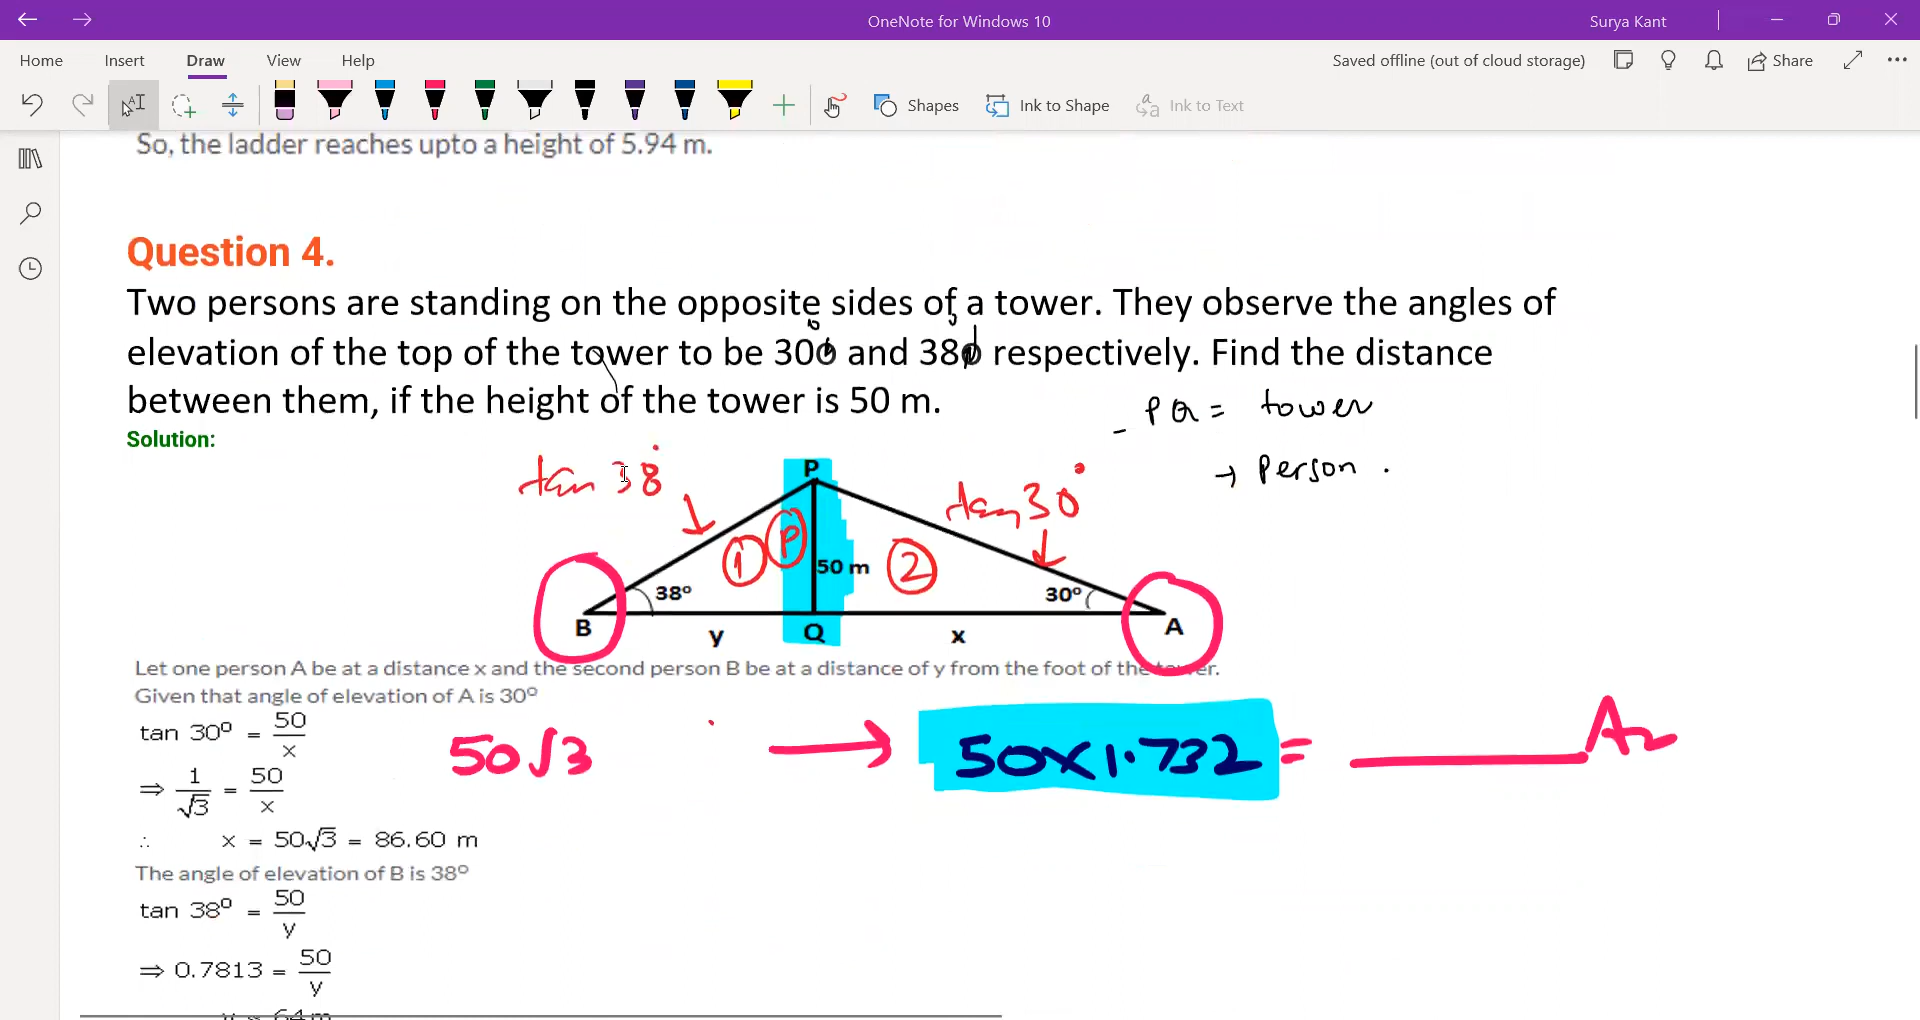 OneNote for Windows 10
Surya Kant
Home Insert Draw View Help
Saved offline (out of cloud storage) Share
Shapes Ink to Shape Ink to Text
So, the ladder reaches upto a height of 5.94 m.
Question 4.
Two persons are standing on the opposite sides of a tower. They observe the angles of
elevation of the top of the tower to be 30° and 38° respectively. Find the distance
between them, if the height of the tower is 50 m.
- PQ = tower
Solution:
→ Person .
tan 38°
P
tan 30°
① P 50 m ②
38° 30°
B y Q x A
Let one person A be at a distance x and the second person B be at a distance of y from the foot of the tower.
Given that angle of elevation of A is 30°
tan 30° = 50/x
50√3 → 50×1.732 =
⇒ 1/√3 = 50/x
∴ x = 50√3 = 86.60 m
The angle of elevation of B is 38°
tan 38° = 50/y
⇒ 0.7813 = 50/y